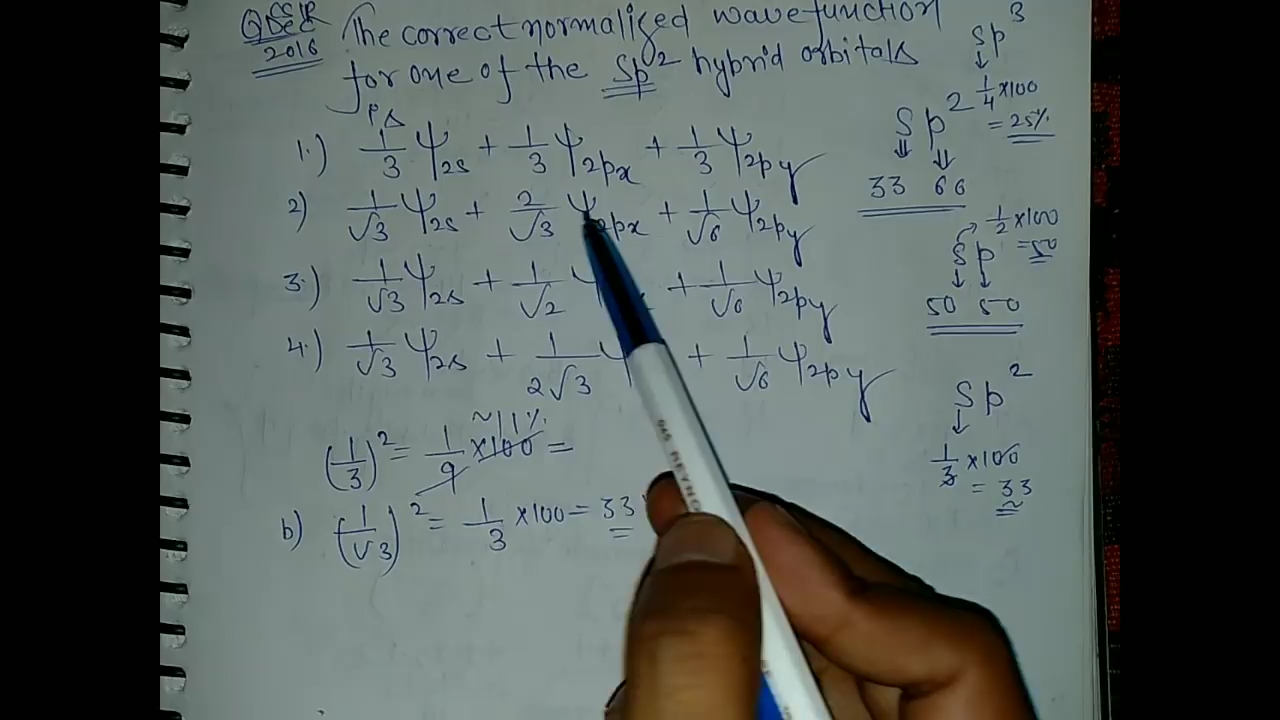 Q CSIR The correct normalized wavefunction
Dec 2016 for one of the sp² hybrid orbitals
1.) 1/3 ψ2s + 1/3 ψ2px + 1/3 ψ2py
2) 1/√3 ψ2s + 2/√3 ψ2px + 1/√6 ψ2py
3.) 1/√3 ψ2s + 1/√2 ψ + 1/√6 ψ2py
4.) 1/√3 ψ2s + 1/2√3 ψ + 1/√6 ψ2py
(1/3)² = 1/9 ×100 = ~11%
b) (1/√3)² = 1/3 ×100 = 33
sp³
↓
1/4 ×100
= 25%
sp²
⇓ ⇓
33 66
1/2 ×100
= 50
sp
↓ ↓
50 50
sp²
↓
1/3 ×100
= 33